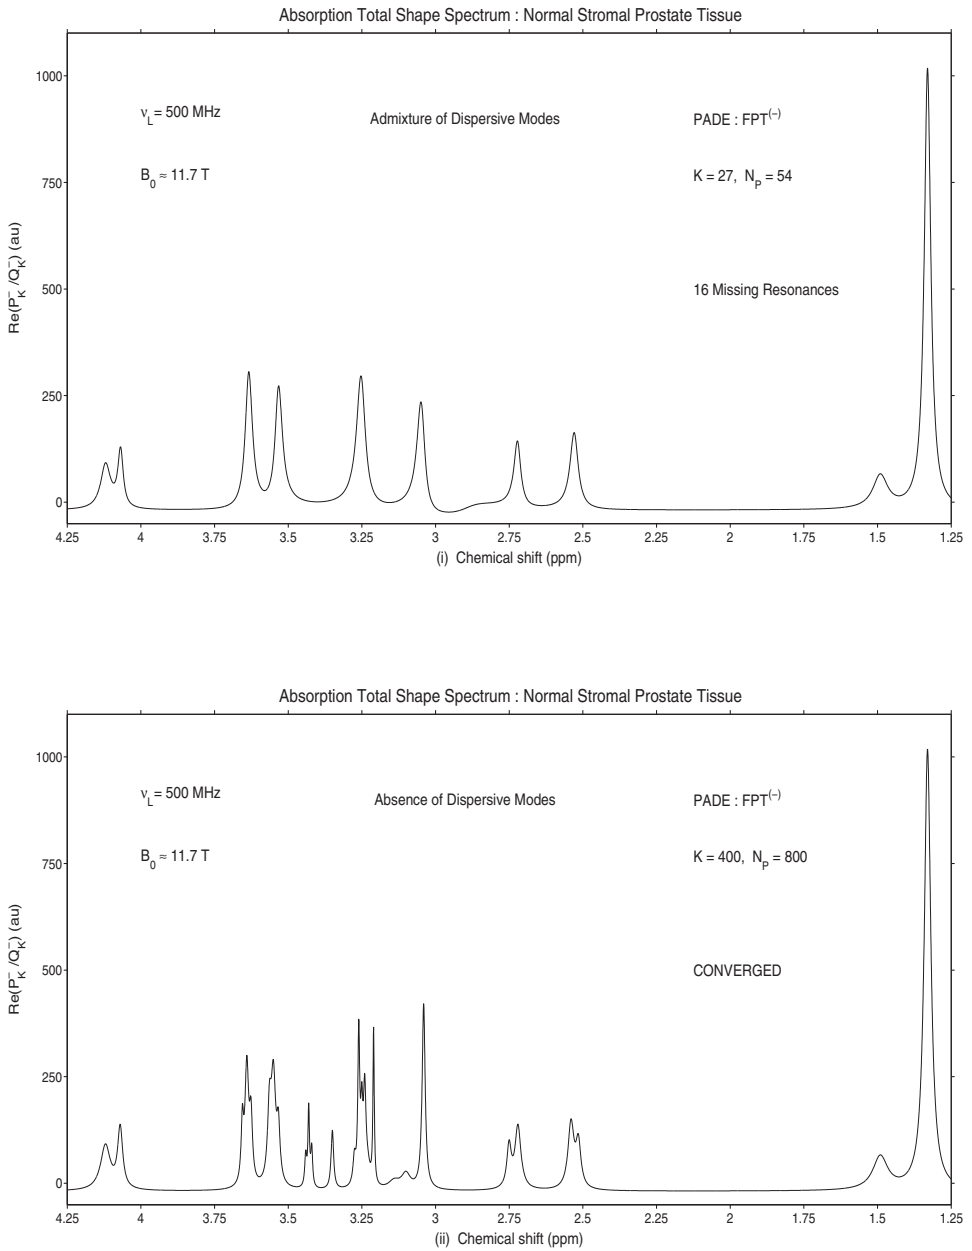 Absorption Total Shape Spectrum : Normal Stromal Prostate Tissue
1000
750
500
250
0
Re(P_K^- /Q_K^-) (au)
ν_L = 500 MHz
Admixture of Dispersive Modes
PADE : FPT^(−)
B_0 ≈ 11.7 T
K = 27, N_P = 54
16 Missing Resonances
4.25 4 3.75 3.5 3.25 3 2.75 2.5 2.25 2 1.75 1.5 1.25
(i) Chemical shift (ppm)
Absorption Total Shape Spectrum : Normal Stromal Prostate Tissue
1000
750
500
250
0
Re(P_K^- /Q_K^-) (au)
ν_L = 500 MHz
Absence of Dispersive Modes
PADE : FPT^(−)
B_0 ≈ 11.7 T
K = 400, N_P = 800
CONVERGED
4.25 4 3.75 3.5 3.25 3 2.75 2.5 2.25 2 1.75 1.5 1.25
(ii) Chemical shift (ppm)